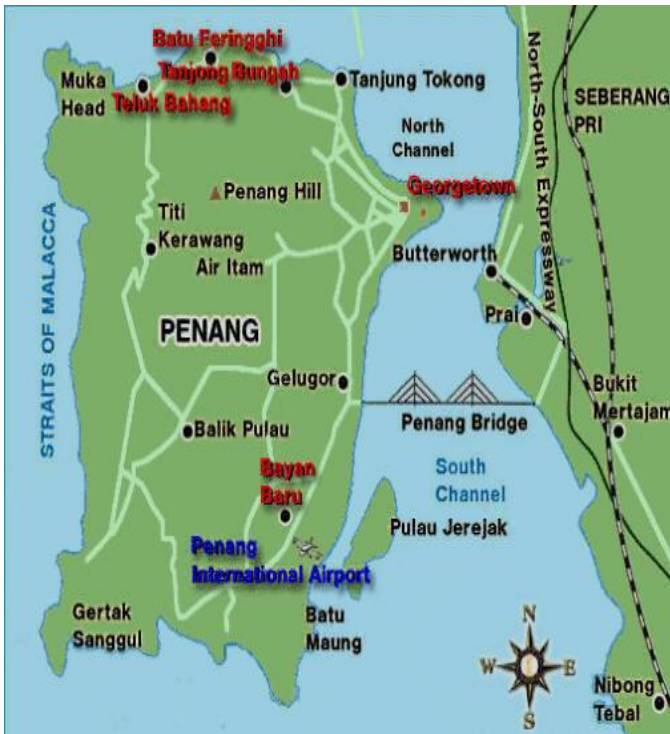 Batu Feringghi
Muka
Head
Tanjong Bungah
Teluk Bahang
Tanjung Tokong
North
Channel
North-South Expressway
SEBERANG
PRI
Penang Hill
Georgetown
Titi
Kerawang
Air Itam
Butterworth
STRAITS OF MALACCA
PENANG
Prai
Gelugor
Bukit
Mertajam
Balik Pulau
Penang Bridge
Bayan
Baru
South
Channel
Pulau Jerejak
Penang
International Airport
Gertak
Sanggul
Batu
Maung
N
W
E
S
Nibong
Tebal